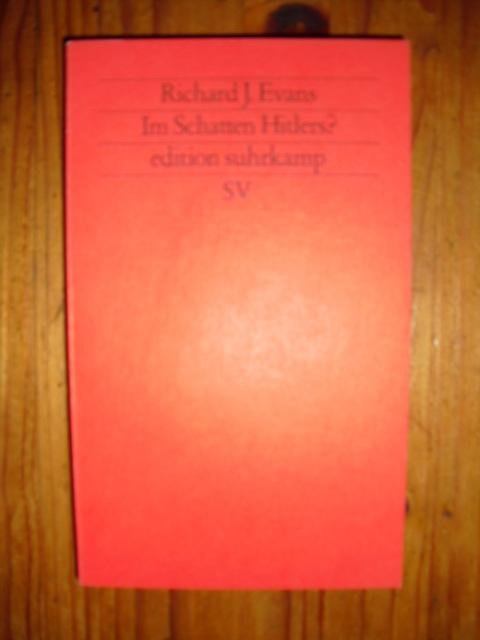 Richard J. Evans
Im Schatten Hitlers?
edition suhrkamp
SV